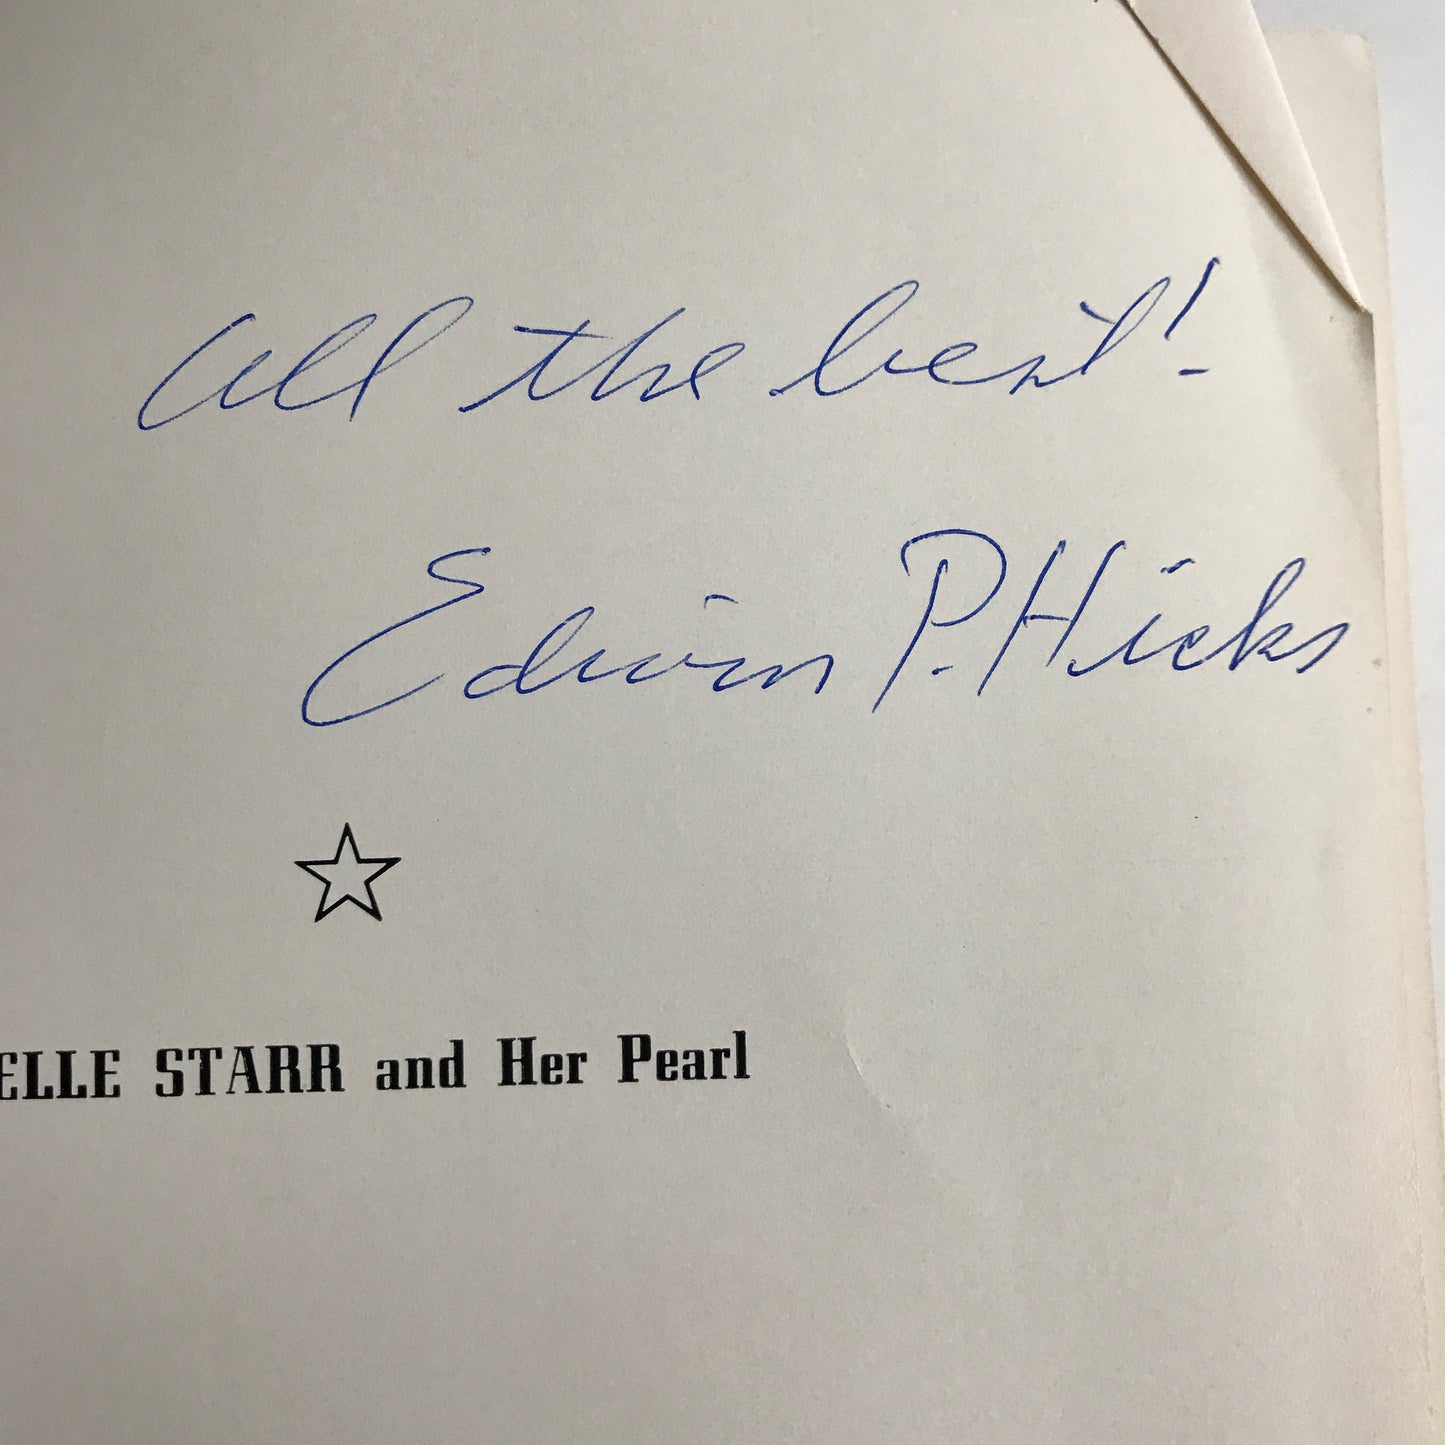 All the best!
Edwin P. Hicks
ELLE STARR and Her Pearl